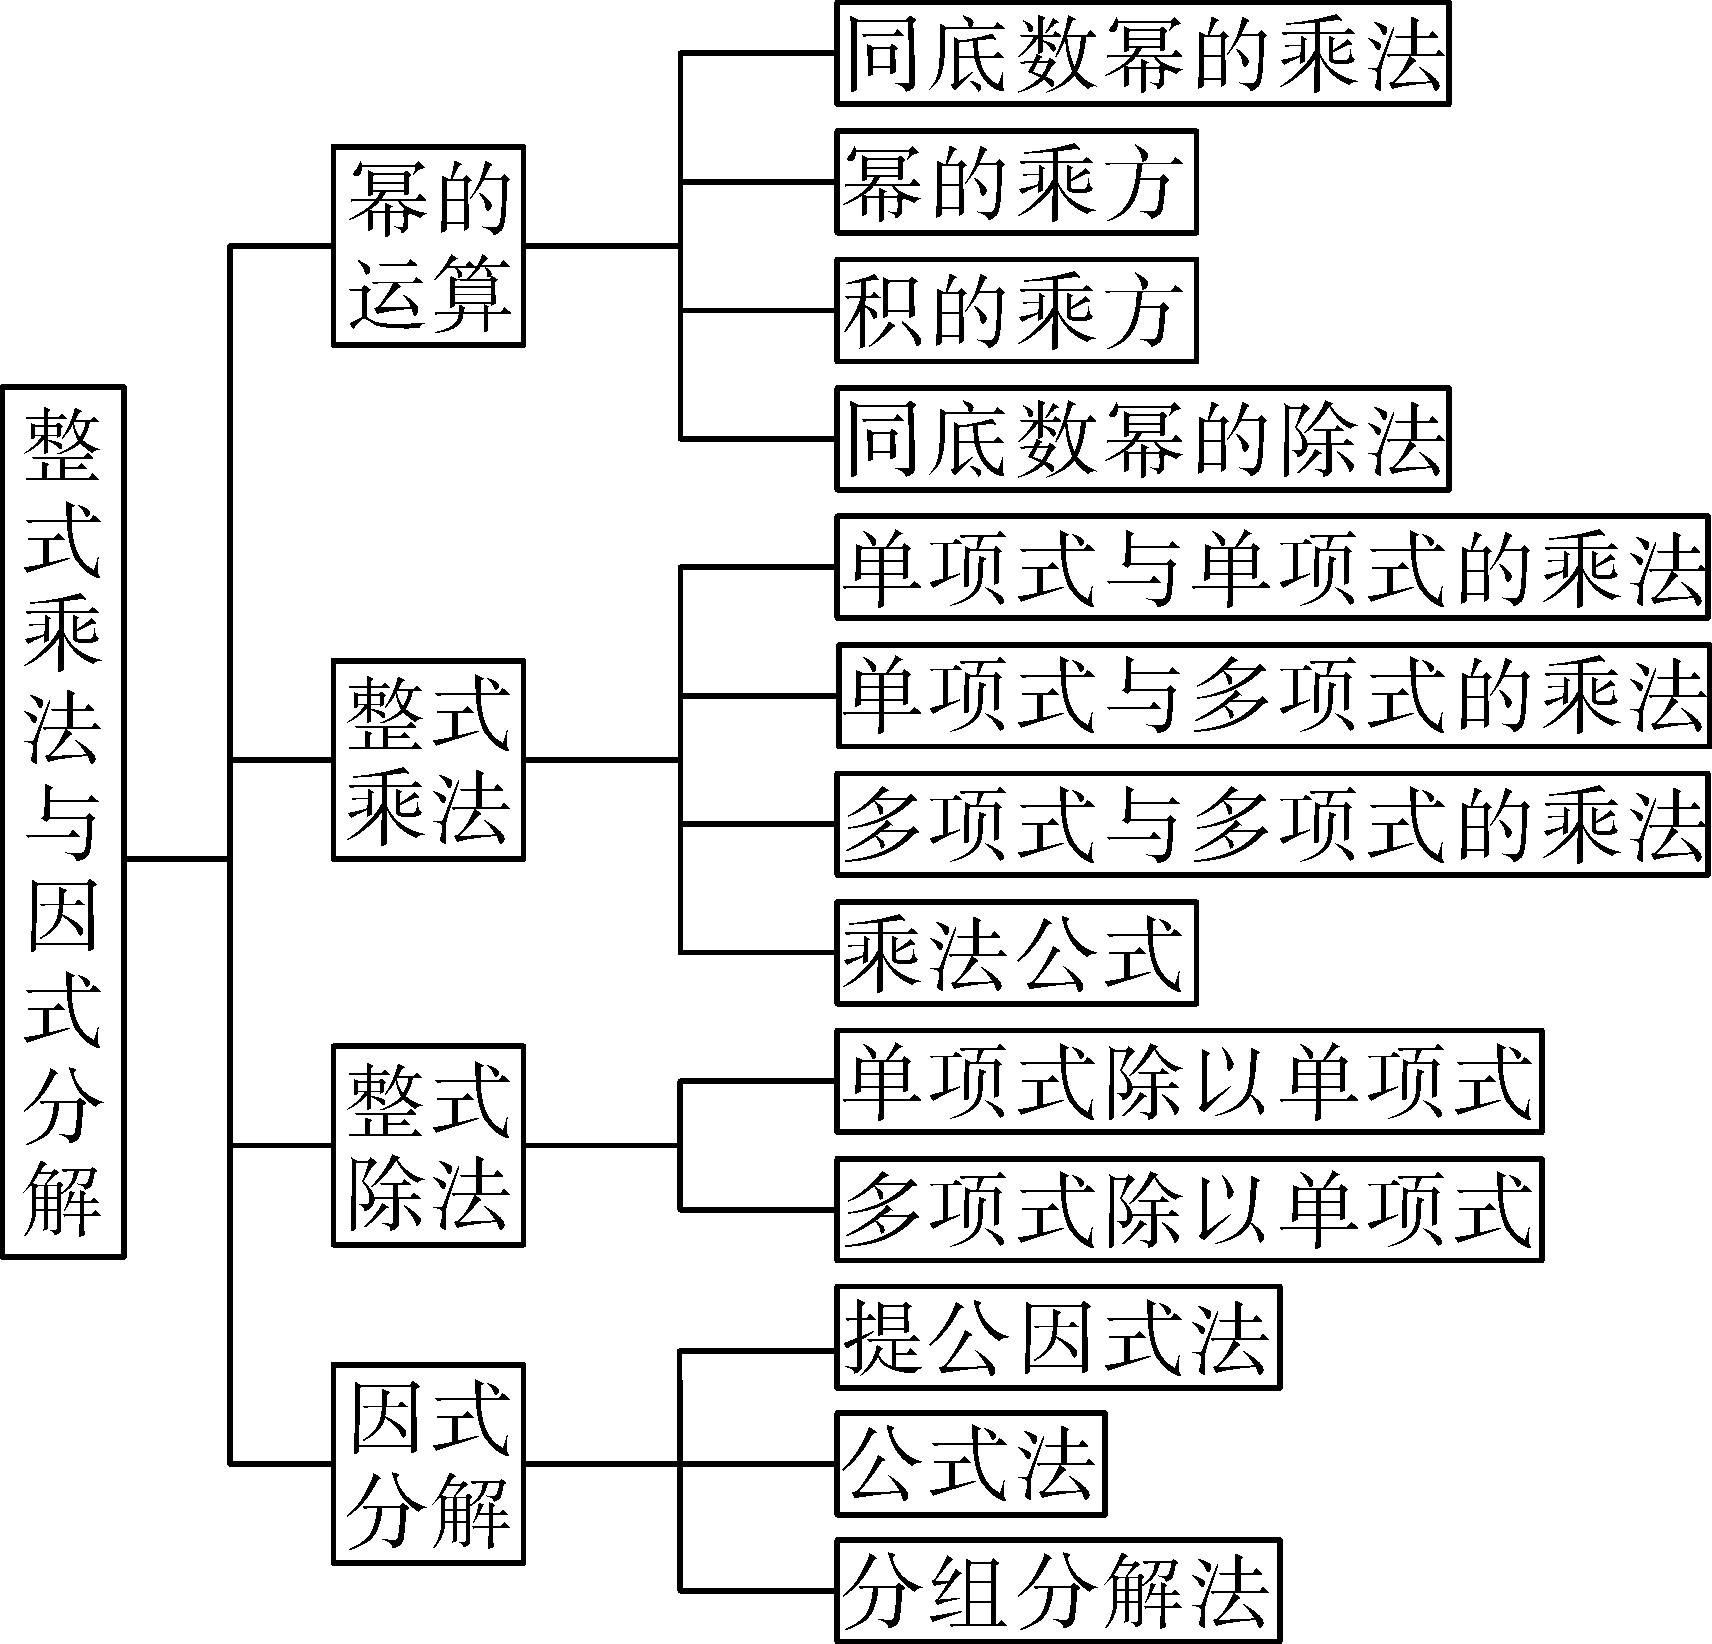 整式乘法与因式分解
幂的
运算
同底数幂的乘法
幂的乘方
积的乘方
同底数幂的除法
整式
乘法
单项式与单项式的乘法
单项式与多项式的乘法
多项式与多项式的乘法
乘法公式
整式
除法
单项式除以单项式
多项式除以单项式
因式
分解
提公因式法
公式法
分组分解法